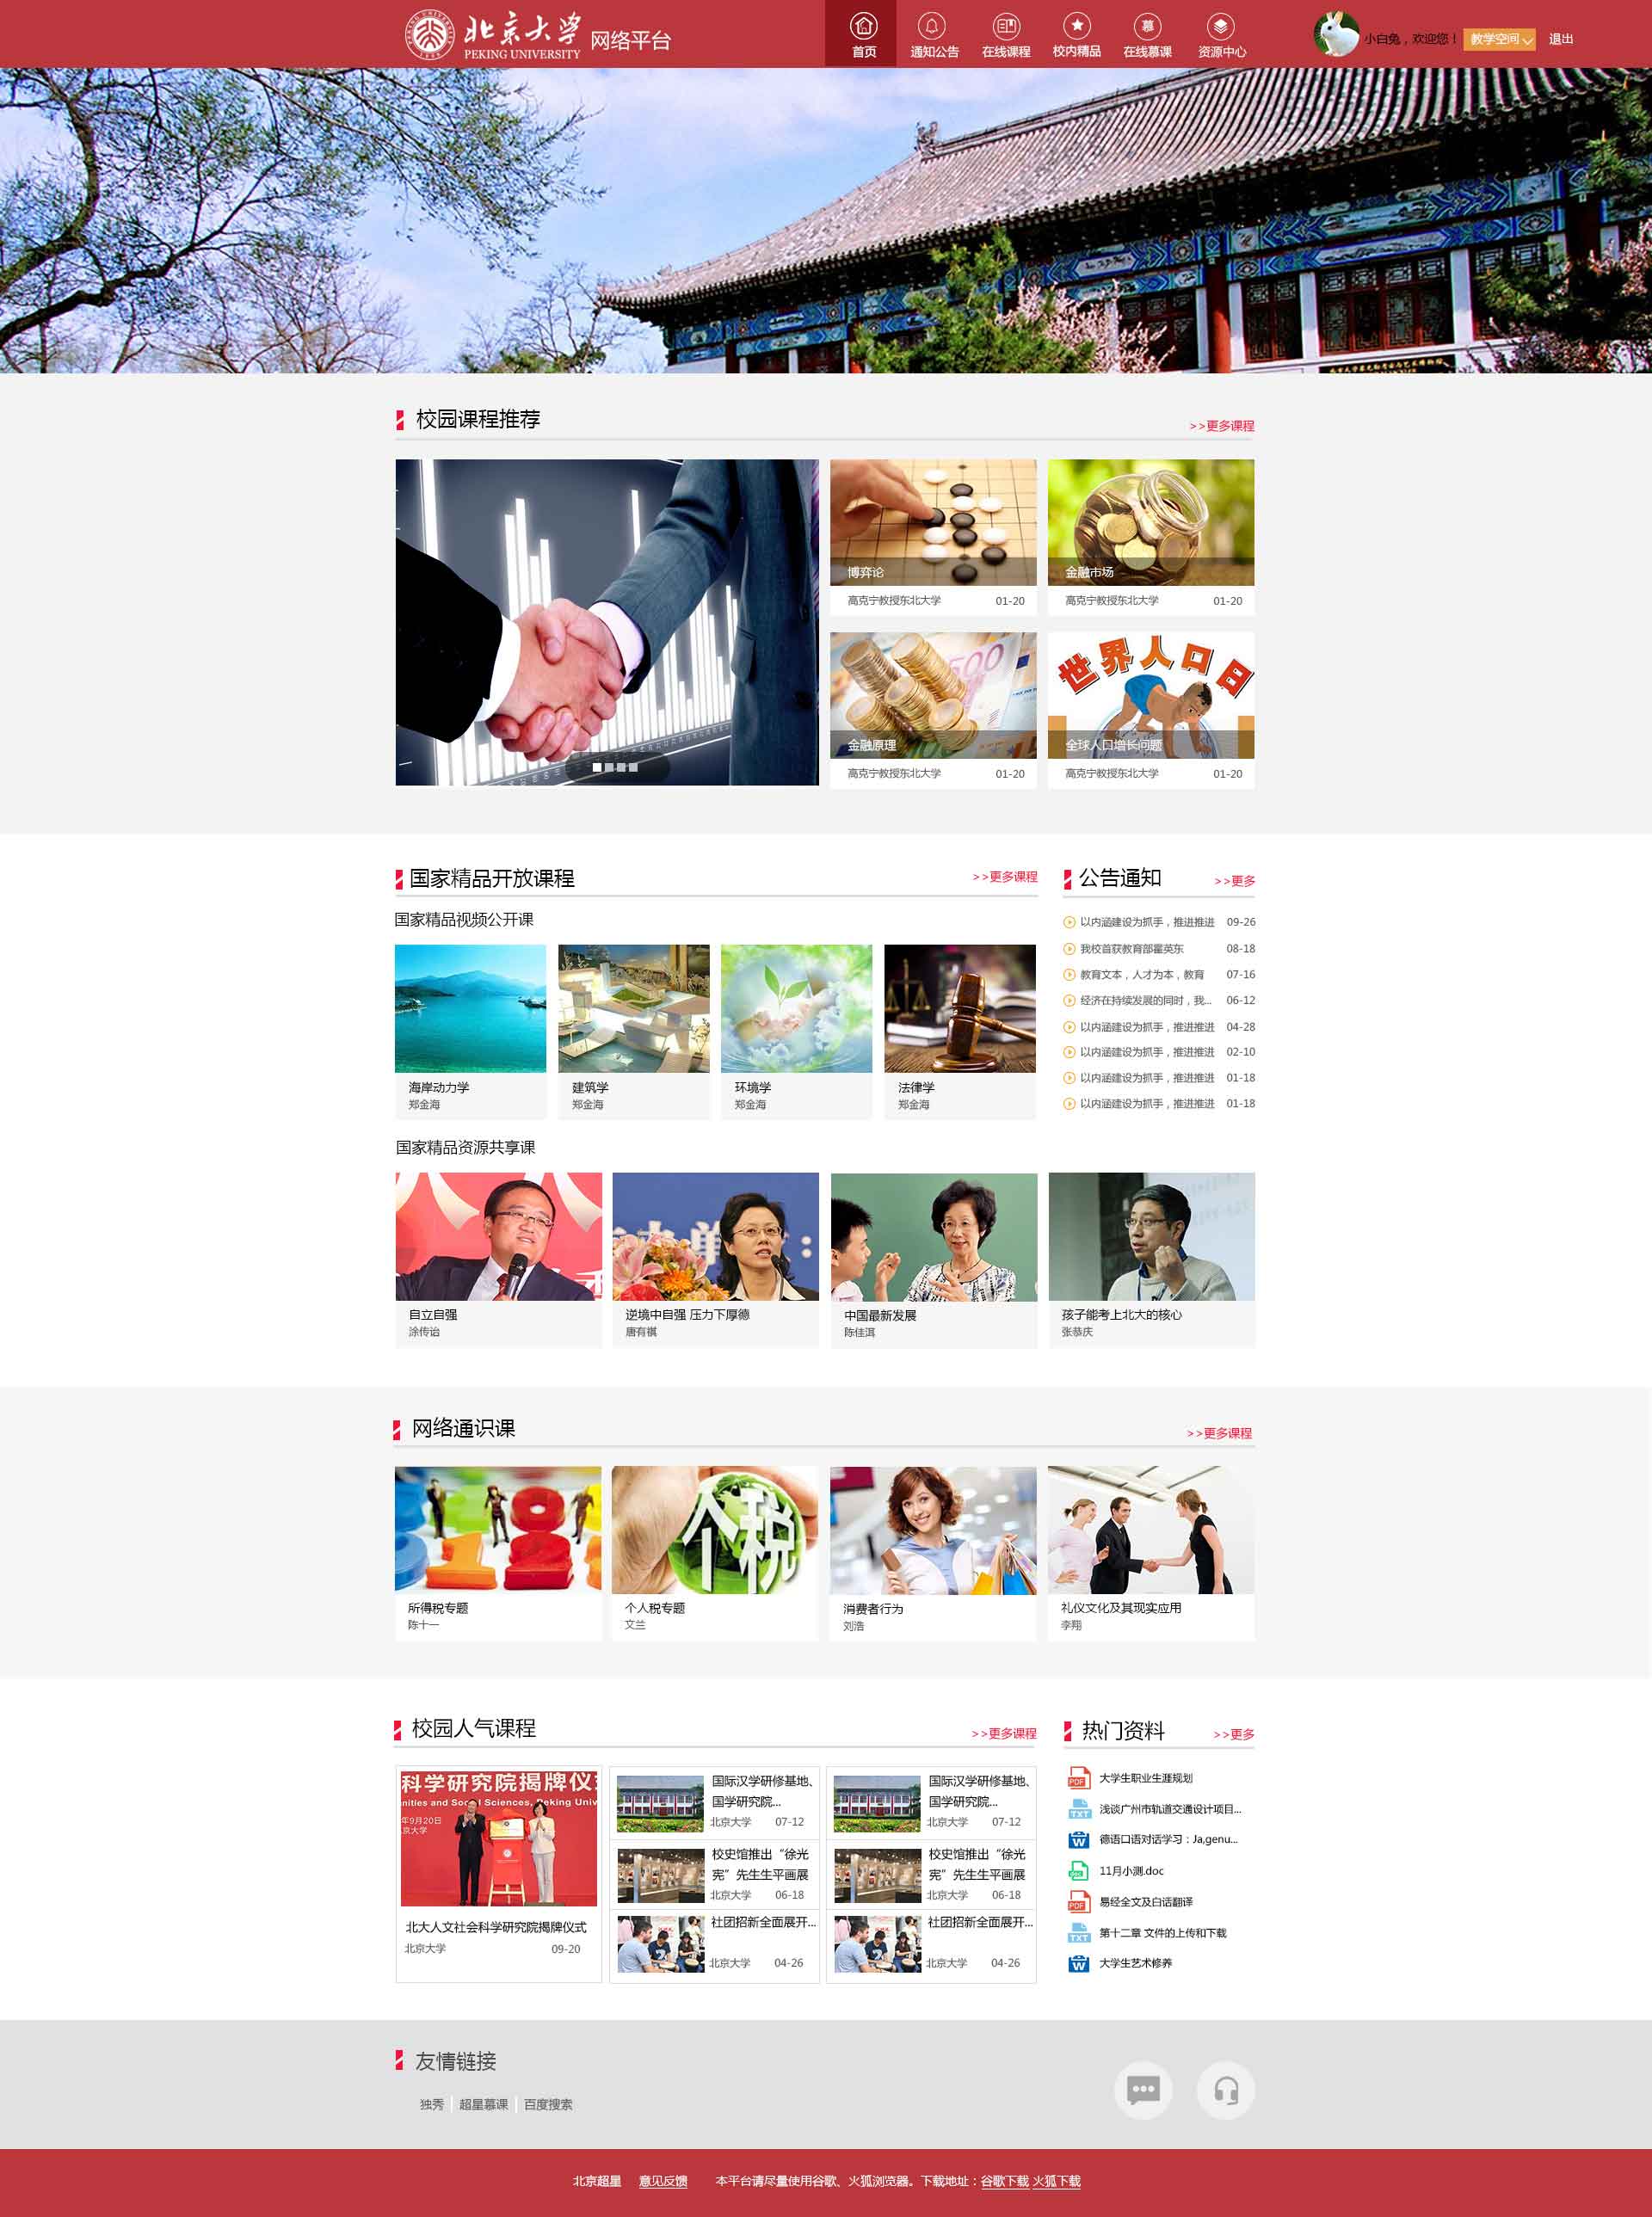 北京大学
PEKING UNIVERSITY
网络平台
首页
通知公告
在线课程
校内精品
慕
在线慕课
资源中心
小白兔，欢迎您！
教学空间
退出
校园课程推荐
>>更多课程
博弈论
高克宁教授东北大学 01-20
金融市场
高克宁教授东北大学 01-20
500
金融原理
高克宁教授东北大学 01-20
世界人口日
全球人口增长问题
高克宁教授东北大学 01-20
国家精品开放课程
>>更多课程
国家精品视频公开课
海岸动力学
郑金海
建筑学
郑金海
环境学
郑金海
法律学
郑金海
公告通知
>>更多
以内涵建设为抓手，推进推进 09-26
我校首获教育部霍英东 08-18
教育文本，人才为本，教育 07-16
经济在持续发展的同时，我... 06-12
以内涵建设为抓手，推进推进 04-28
以内涵建设为抓手，推进推进 02-10
以内涵建设为抓手，推进推进 01-18
以内涵建设为抓手，推进推进 01-18
国家精品资源共享课
自立自强
涂传诒
逆境中自强 压力下厚德
唐有祺
中国最新发展
陈佳洱
孩子能考上北大的核心
张恭庆
网络通识课
>>更多课程
所得税专题
陈十一
个税
个人税专题
文兰
消费者行为
刘浩
礼仪文化及其现实应用
李翔
校园人气课程
>>更多课程
科学研究院揭牌仪式
nities and Social Sciences, Peking Univ
年9月20日
京大学
北大人文社会科学研究院揭牌仪式
北京大学 09-20
国际汉学研修基地、
国学研究院...
北京大学 07-12
校史馆推出“徐光
宪”先生生平画展
北京大学 06-18
社团招新全面展开...
北京大学 04-26
国际汉学研修基地、
国学研究院...
北京大学 07-12
校史馆推出“徐光
宪”先生生平画展
北京大学 06-18
社团招新全面展开...
北京大学 04-26
热门资料
>>更多
PDF 大学生职业生涯规划
TXT 浅谈广州市轨道交通设计项目...
W 德语口语对话学习：Ja,genu...
11月小测.doc
PDF 易经全文及白话翻译
TXT 第十二章 文件的上传和下载
W 大学生艺术修养
友情链接
独秀 超星慕课 百度搜索
北京超星 意见反馈 本平台请尽量使用谷歌、火狐浏览器。下载地址：谷歌下载 火狐下载